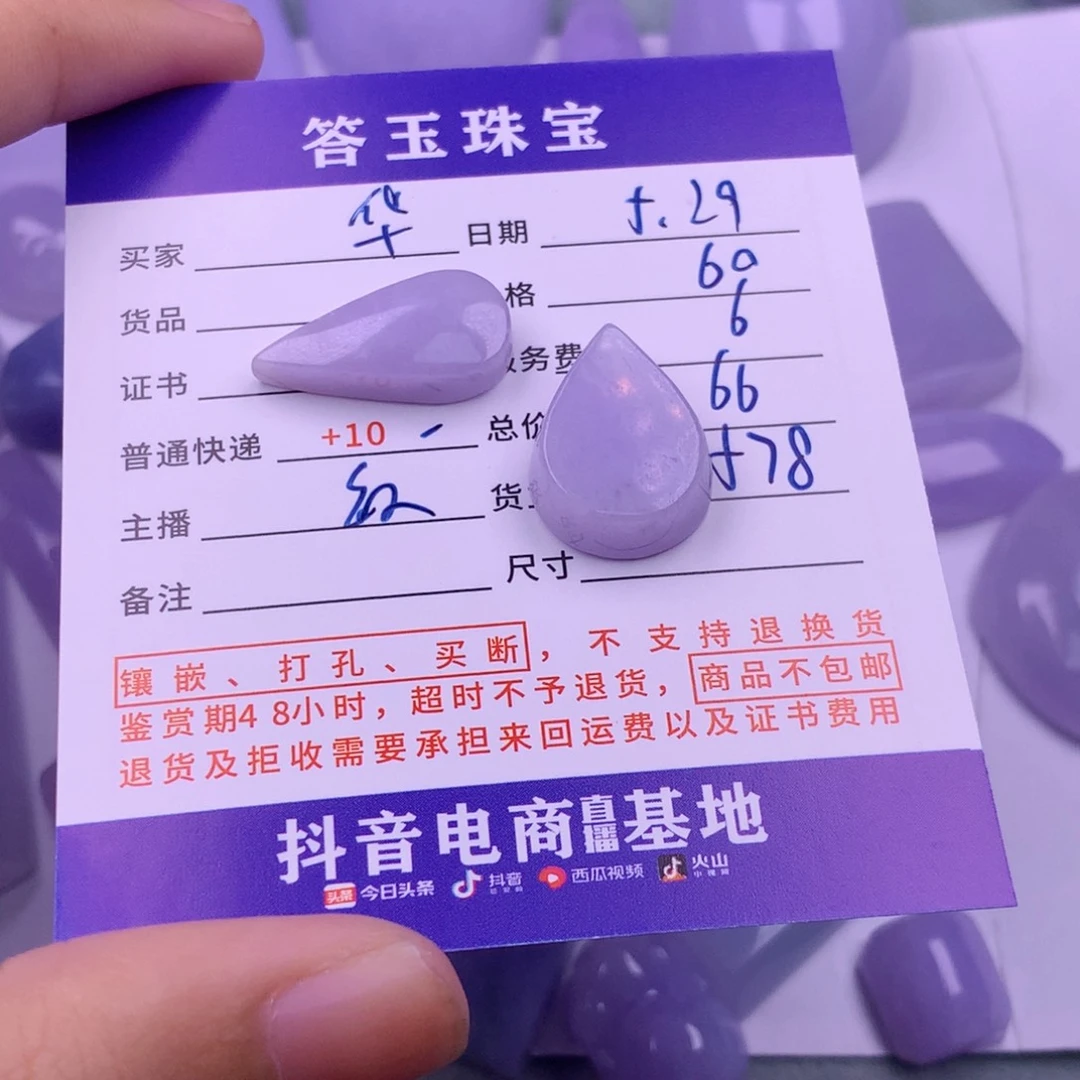 答玉珠宝
买家 华 日期 5.29
货品 格 60
证书 务费 6
普通快递 +10 总价 66
主播 货 578
备注 尺寸
镶嵌、打孔、买断，不支持退换货
鉴赏期48小时，超时不予退货，商品不包邮
退货及拒收需要承担来回运费以及证书费用
抖音电商直播基地
头条 今日头条 抖音 西瓜视频 火山